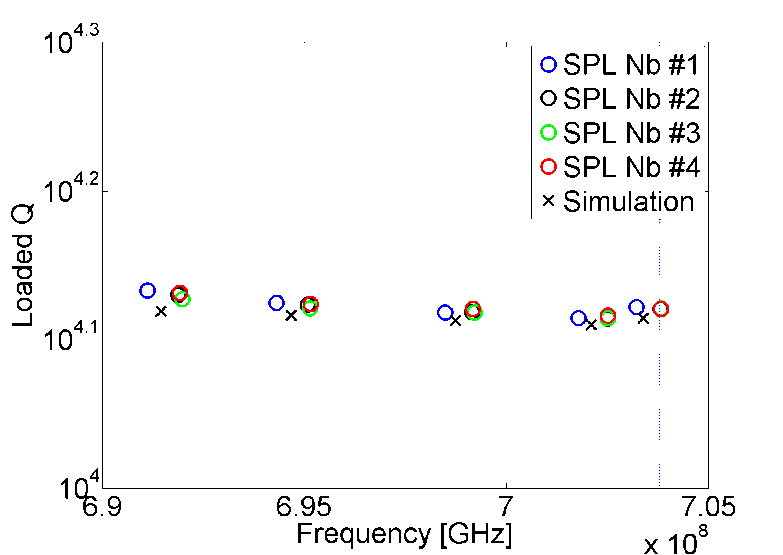 10^4.3
SPL Nb #1
SPL Nb #2
SPL Nb #3
SPL Nb #4
Simulation
10^4.2
Loaded Q
10^4.1
10^4
6.9 6.95 7 7.05
Frequency [GHz]
x 10^8